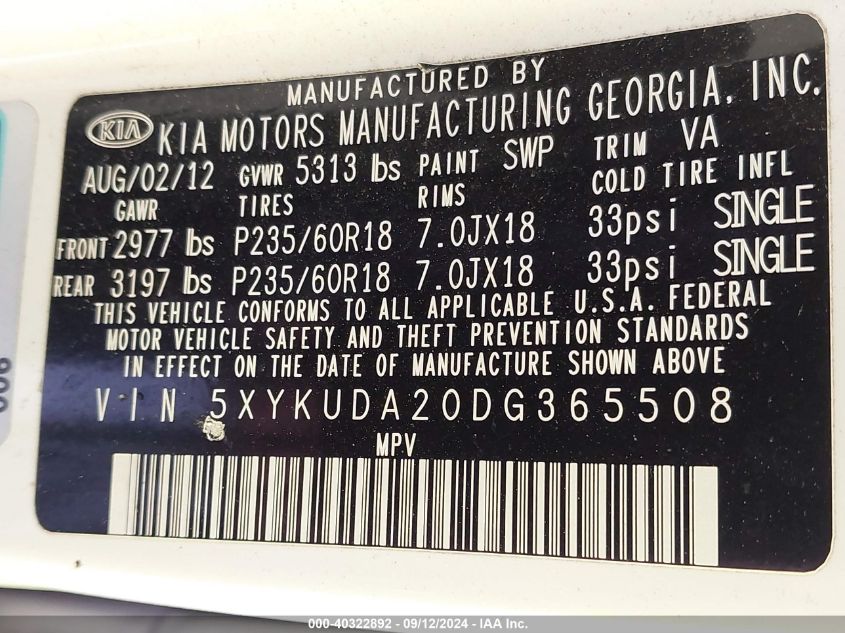 MANUFACTURED BY
KIA KIA MOTORS MANUFACTURING GEORGIA, INC.
AUG/02/12 GVWR 5313 lbs PAINT SWP TRIM VA
GAWR TIRES RIMS COLD TIRE INFL
FRONT 2977 lbs P235/60R18 7.0JX18 33psi SINGLE
REAR 3197 lbs P235/60R18 7.0JX18 33psi SINGLE
THIS VEHICLE CONFORMS TO ALL APPLICABLE U.S.A. FEDERAL
MOTOR VEHICLE SAFETY AND THEFT PREVENTION STANDARDS
IN EFFECT ON THE DATE OF MANUFACTURE SHOWN ABOVE
VIN 5XYKUDA20DG365508
MPV
000-40322892 - 09/12/2024 - IAA Inc.